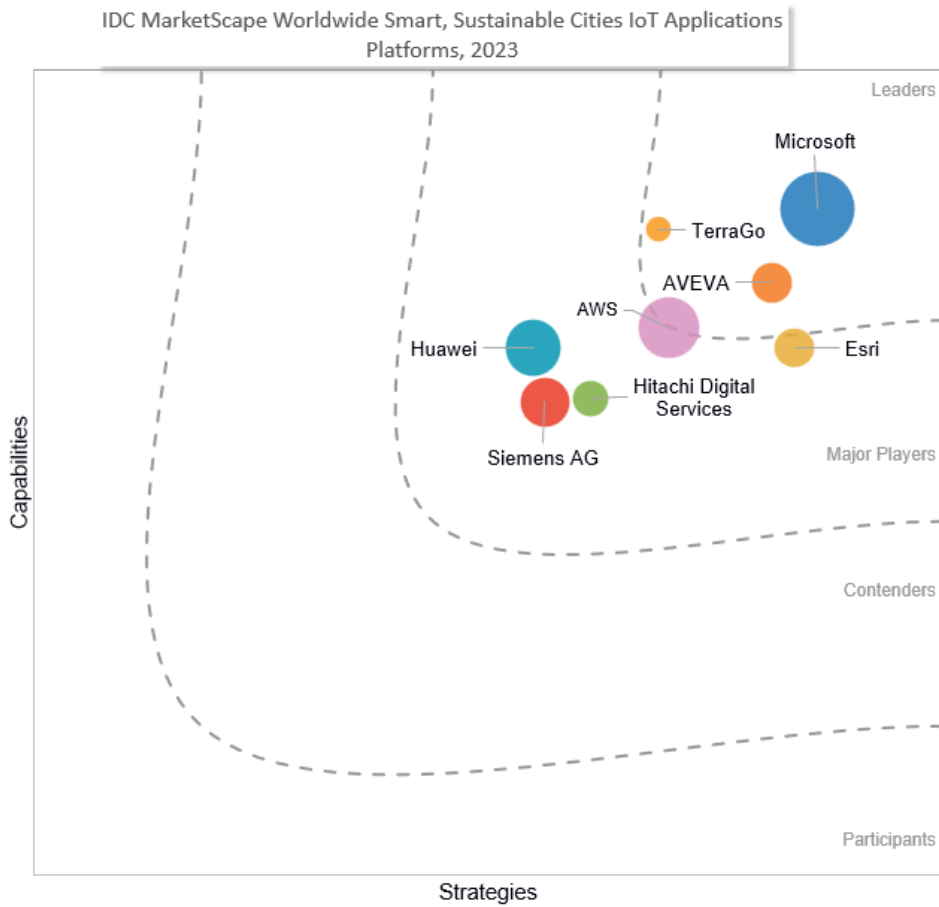 IDC MarketScape Worldwide Smart, Sustainable Cities IoT Applications
Platforms, 2023
Leaders
Microsoft
TerraGo
AVEVA
AWS
Huawei
Esri
Hitachi Digital
Services
Siemens AG
Major Players
Capabilities
Contenders
Participants
Strategies